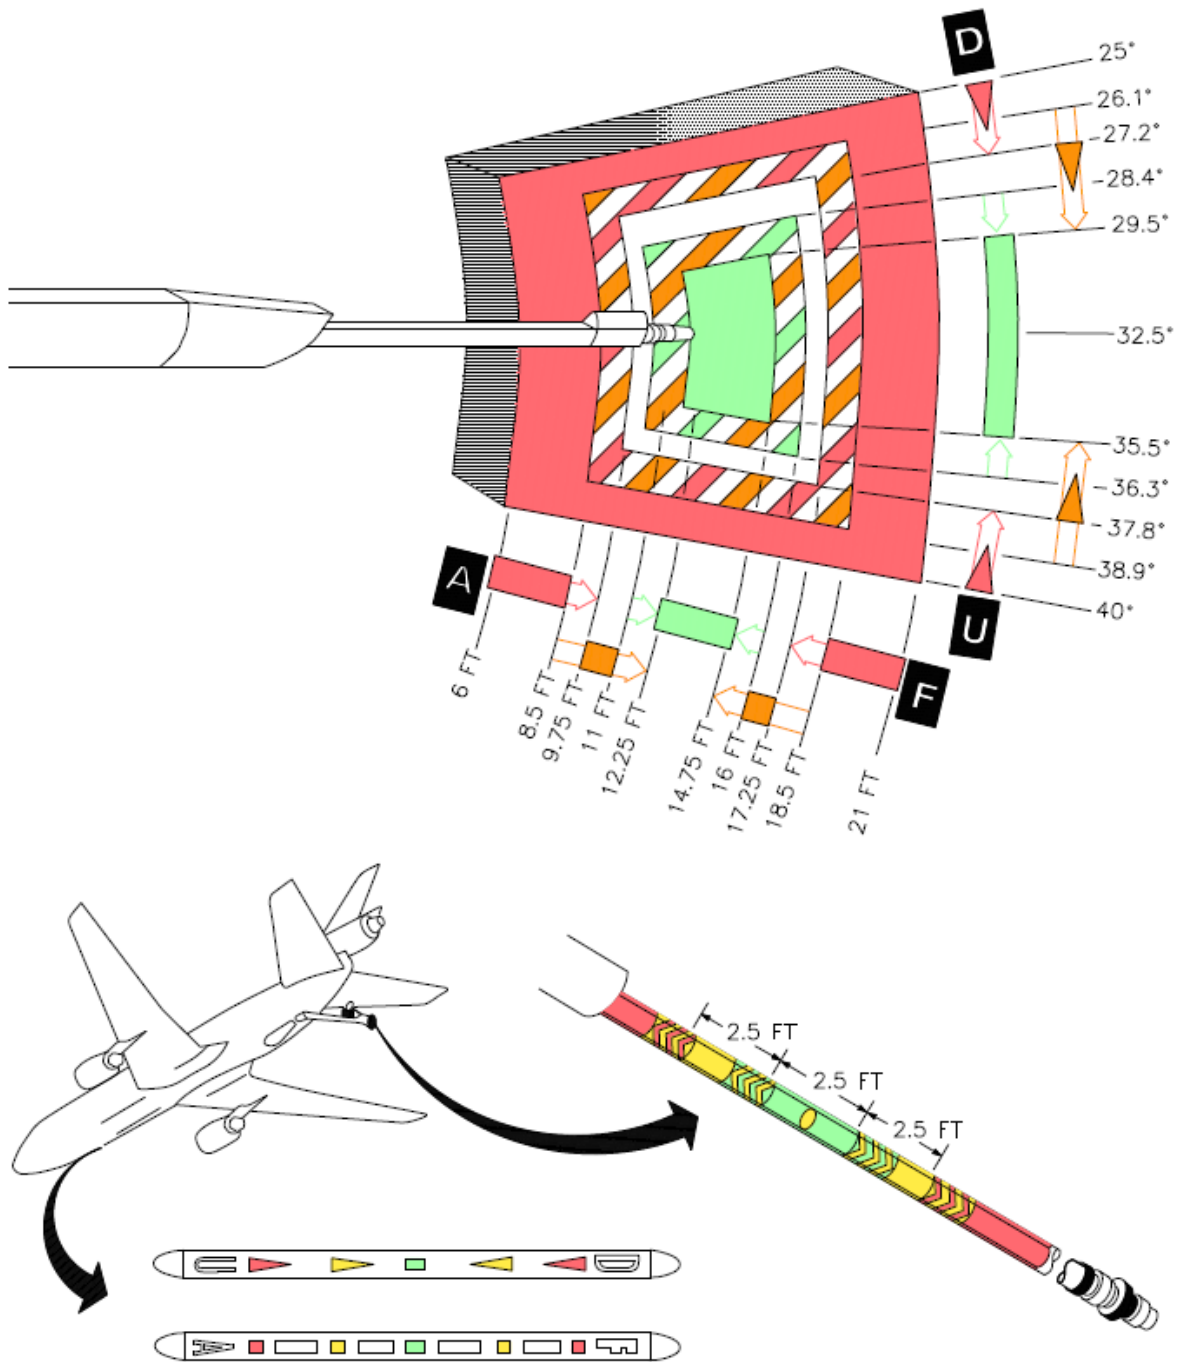 D
25°
26.1°
27.2°
28.4°
29.5°
32.5°
35.5°
36.3°
37.8°
38.9°
40°
U
A
F
6 FT
8.5 FT
9.75 FT
11 FT
12.25 FT
14.75 FT
16 FT
17.25 FT
18.5 FT
21 FT
2.5 FT
2.5 FT
2.5 FT
U D
A F